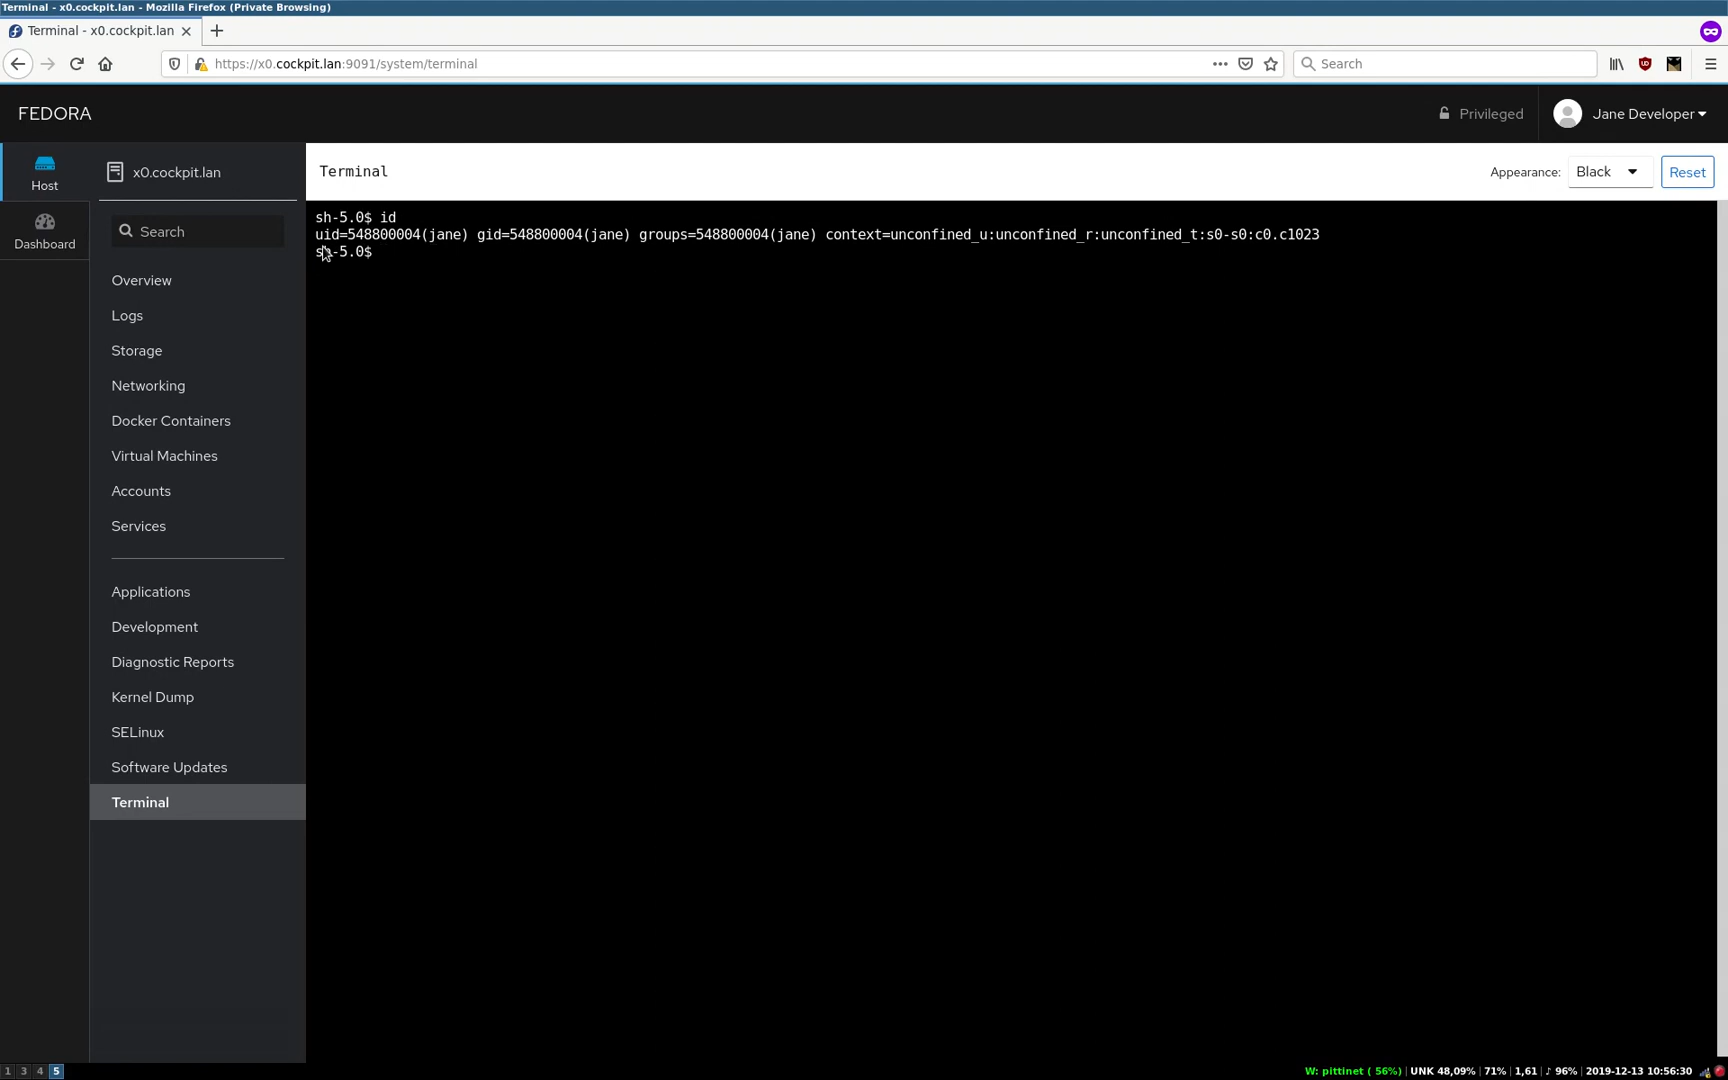 Terminal - x0.cockpit.lan - Mozilla Firefox (Private Browsing)
Terminal - x0.cockpit.lan
https://x0.cockpit.lan:9091/system/terminal
Search
FEDORA
Privileged
Jane Developer
Host
Dashboard
x0.cockpit.lan
Search
Overview
Logs
Storage
Networking
Docker Containers
Virtual Machines
Accounts
Services
Applications
Development
Diagnostic Reports
Kernel Dump
SELinux
Software Updates
Terminal
Terminal
Appearance: Black
Reset
sh-5.0$ id
uid=548800004(jane) gid=548800004(jane) groups=548800004(jane) context=unconfined_u:unconfined_r:unconfined_t:s0-s0:c0.c1023
sh-5.0$
1 3 4 5
W: pittinet ( 56%) | UNK 48,09% | 71% | 1,61 | ♪ 96% | 2019-12-13 10:56:30